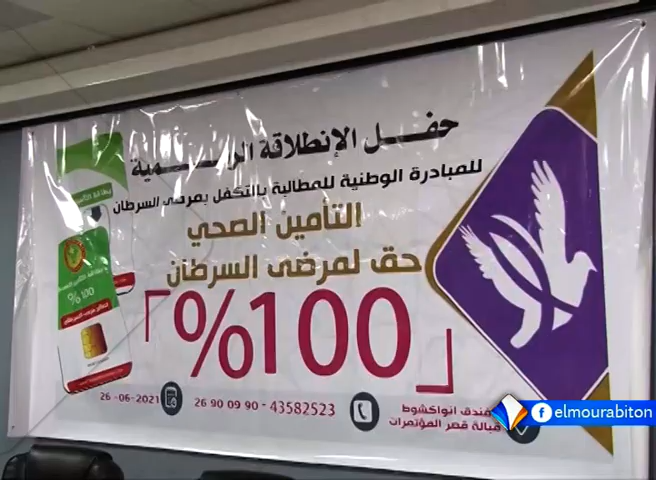 حفل الإنطلاقة الرسمية
للمبادرة الوطنية للمطالبة بالتكفل بمرضى السرطان
التأمين الصحي
حق لمرضى السرطان
%100
%100
26 -06-2021
26 90 09 90 - 43582523
فندق انواكشوط
قبالة قصر المؤتمرات
elmourabiton